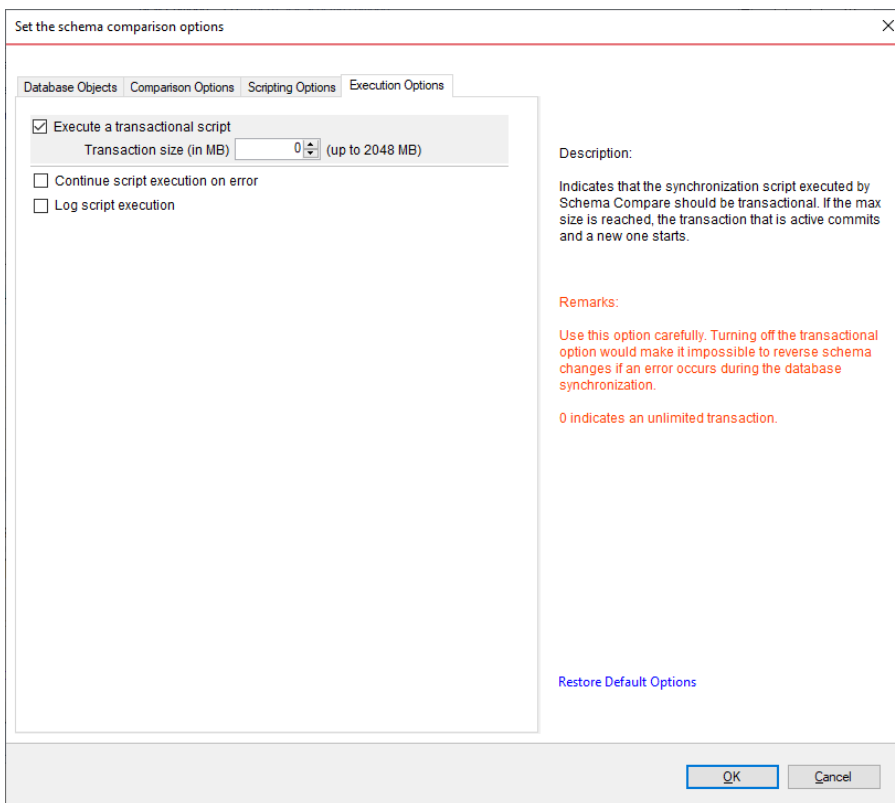 Set the schema comparison options
Database Objects Comparison Options Scripting Options Execution Options
Execute a transactional script
Transaction size (in MB) 0 (up to 2048 MB)
Continue script execution on error
Log script execution
Description:
Indicates that the synchronization script executed by
Schema Compare should be transactional. If the max
size is reached, the transaction that is active commits
and a new one starts.
Remarks:
Use this option carefully. Turning off the transactional
option would make it impossible to reverse schema
changes if an error occurs during the database
synchronization.
0 indicates an unlimited transaction.
Restore Default Options
OK Cancel